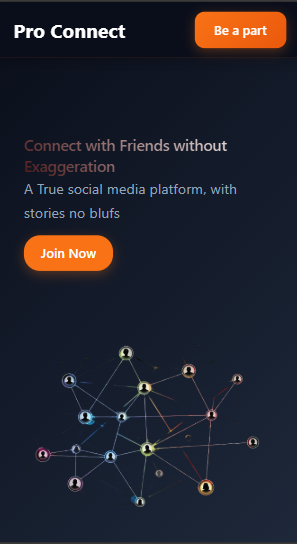 Pro Connect
Be a part
Connect with Friends without
Exaggeration
A True social media platform, with
stories no blufs
Join Now